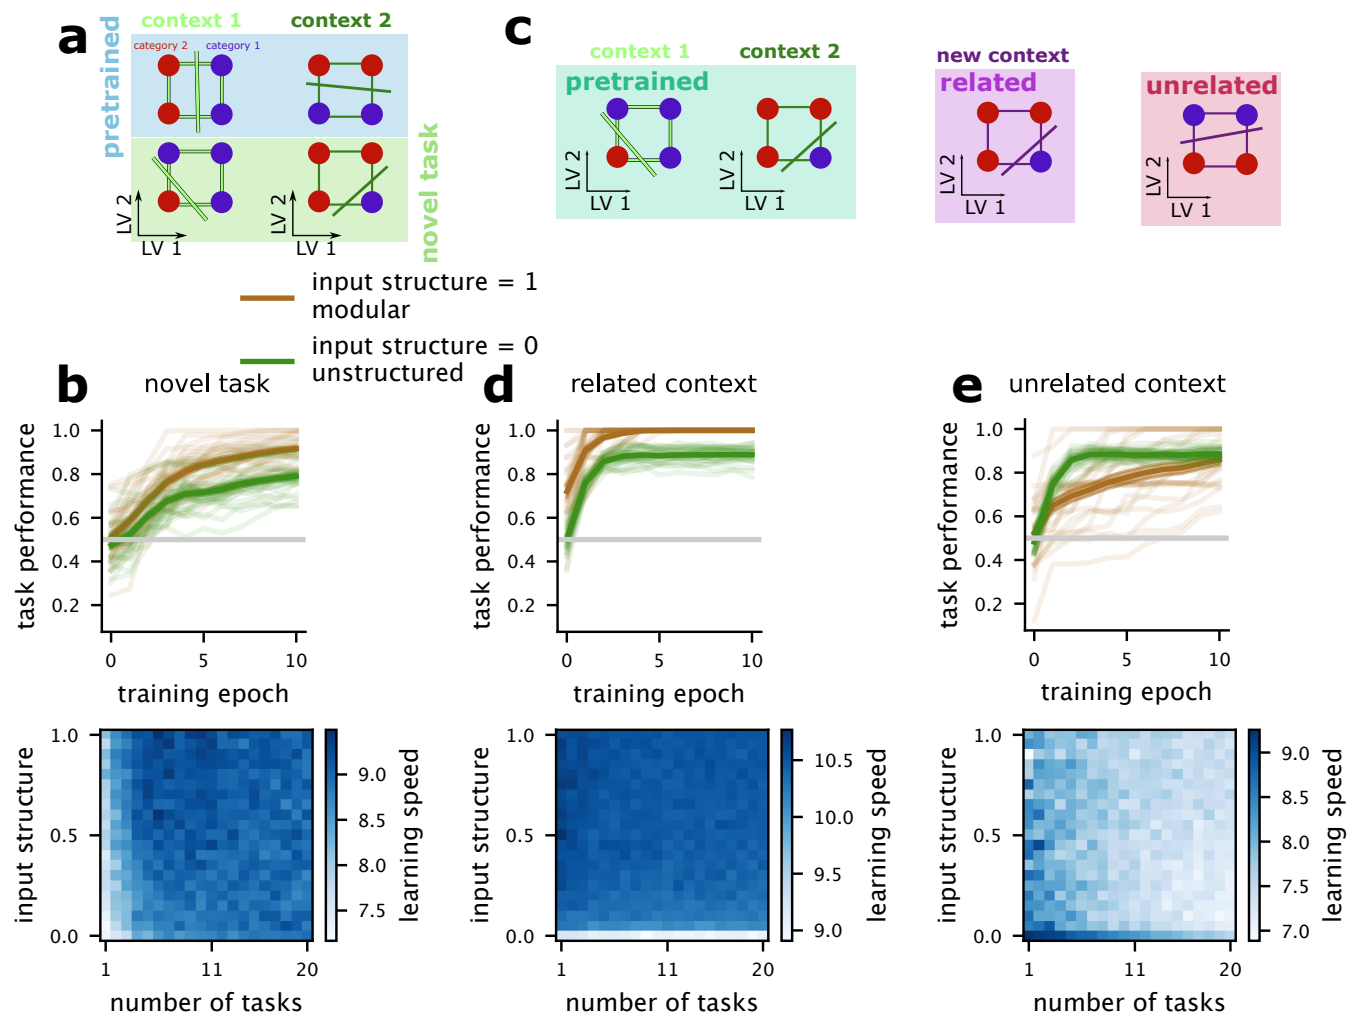 a
context 1
context 2
pretrained
category 2
category 1
novel task
LV 2
LV 1
LV 1
c
context 1
context 2
pretrained
LV 2
LV 1
LV 2
LV 1
new context
related
LV 2
LV 1
unrelated
LV 2
LV 1
input structure = 1
modular
input structure = 0
unstructured
b
novel task
task performance
1.0
0.8
0.6
0.4
0.2
0
5
10
training epoch
input structure
1.0
0.5
0.0
1
11
20
number of tasks
9.0
8.5
8.0
7.5
learning speed
d
related context
task performance
1.0
0.8
0.6
0.4
0.2
0
5
10
training epoch
input structure
1.0
0.5
0.0
1
11
20
number of tasks
10.5
10.0
9.5
9.0
learning speed
e
unrelated context
task performance
1.0
0.8
0.6
0.4
0.2
0
5
10
training epoch
input structure
1.0
0.5
0.0
1
11
20
number of tasks
9.0
8.5
8.0
7.5
7.0
learning speed